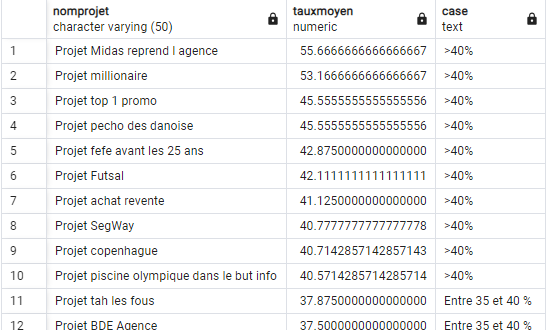 nomprojet tauxmoyen case
character varying (50) numeric text
1 Projet Midas reprend l agence 55.6666666666666667 >40%
2 Projet millionaire 53.1666666666666667 >40%
3 Projet top 1 promo 45.5555555555555556 >40%
4 Projet pecho des danoise 45.5555555555555556 >40%
5 Projet fefe avant les 25 ans 42.8750000000000000 >40%
6 Projet Futsal 42.1111111111111111 >40%
7 Projet achat revente 41.1250000000000000 >40%
8 Projet SegWay 40.7777777777777778 >40%
9 Projet copenhague 40.7142857142857143 >40%
10 Projet piscine olympique dans le but info 40.5714285714285714 >40%
11 Projet tah les fous 37.8750000000000000 Entre 35 et 40 %
12 Projet BDE Agence 37.5000000000000000 Entre 35 et 40 %